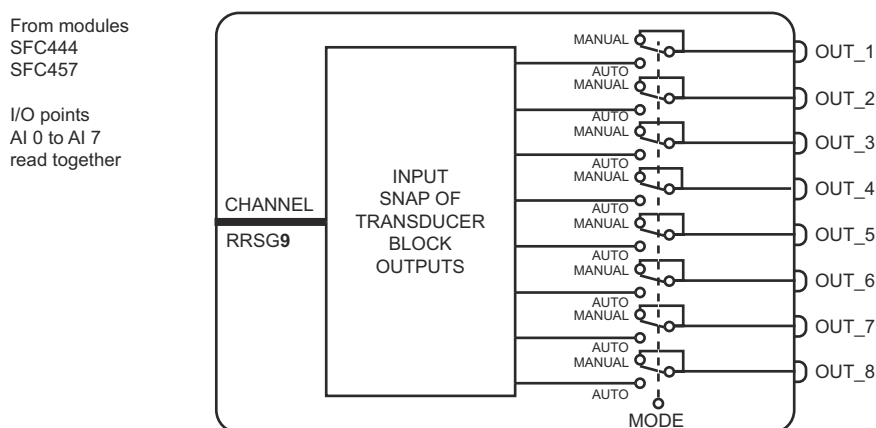 From modules
SFC444
SFC457
I/O points
AI 0 to AI 7
read together
CHANNEL
RRSG9
INPUT
SNAP OF
TRANSDUCER
BLOCK
OUTPUTS
MANUAL
OUT_1
AUTO
MANUAL
OUT_2
AUTO
MANUAL
OUT_3
AUTO
MANUAL
OUT_4
AUTO
MANUAL
OUT_5
AUTO
MANUAL
OUT_6
AUTO
MANUAL
OUT_7
AUTO
MANUAL
OUT_8
AUTO
MODE